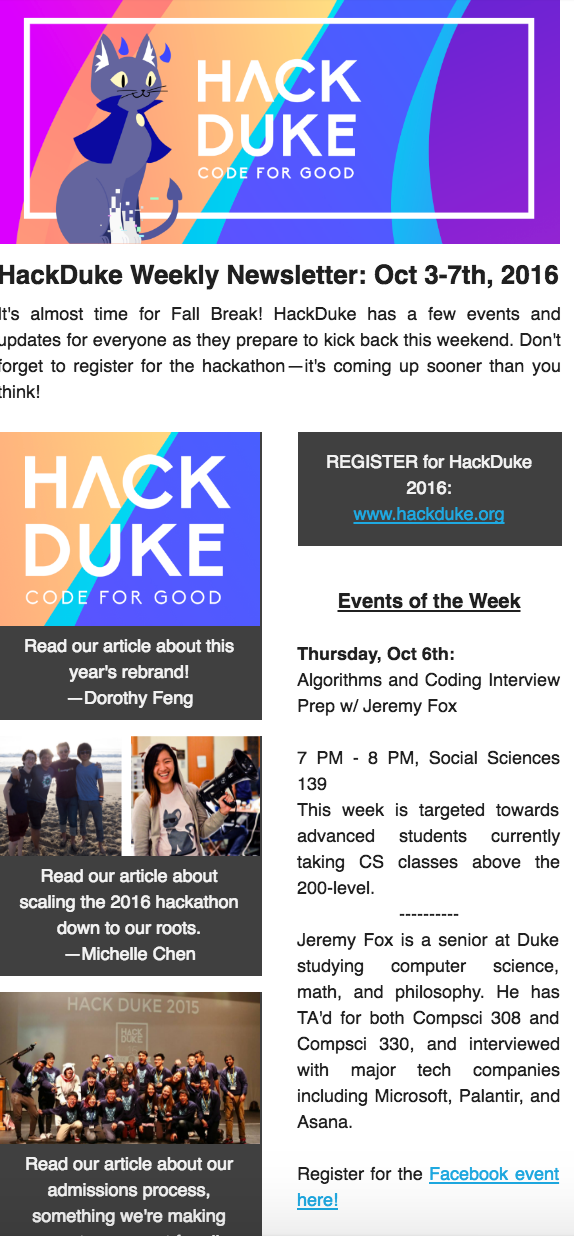 HACK
DUKE
CODE FOR GOOD
HackDuke Weekly Newsletter: Oct 3-7th, 2016
It's almost time for Fall Break! HackDuke has a few events and
updates for everyone as they prepare to kick back this weekend. Don't
forget to register for the hackathon—it's coming up sooner than you
think!
HACK
DUKE
CODE FOR GOOD
Read our article about this
year's rebrand!
—Dorothy Feng
Read our article about
scaling the 2016 hackathon
down to our roots.
—Michelle Chen
HACK DUKE 2015
HACK
DUKE
Read our article about our
admissions process,
something we're making
REGISTER for HackDuke
2016:
www.hackduke.org
Events of the Week
Thursday, Oct 6th:
Algorithms and Coding Interview
Prep w/ Jeremy Fox
7 PM - 8 PM, Social Sciences
139
This week is targeted towards
advanced students currently
taking CS classes above the
200-level.
----------
Jeremy Fox is a senior at Duke
studying computer science,
math, and philosophy. He has
TA'd for both Compsci 308 and
Compsci 330, and interviewed
with major tech companies
including Microsoft, Palantir, and
Asana.
Register for the Facebook event
here!